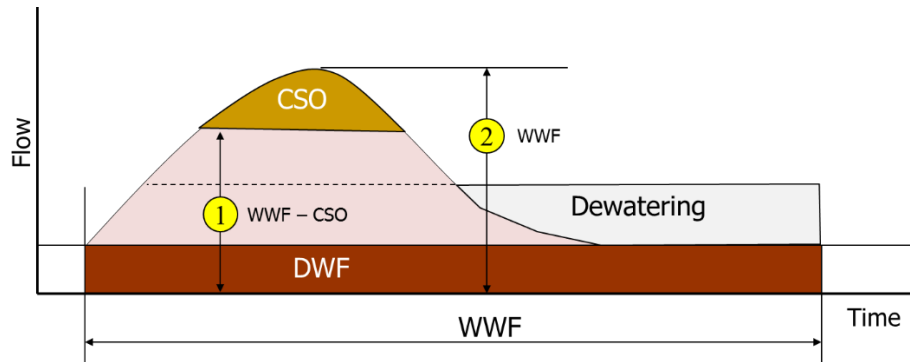 CSO
Flow
2 WWF
1 WWF – CSO
Dewatering
DWF
Time
WWF